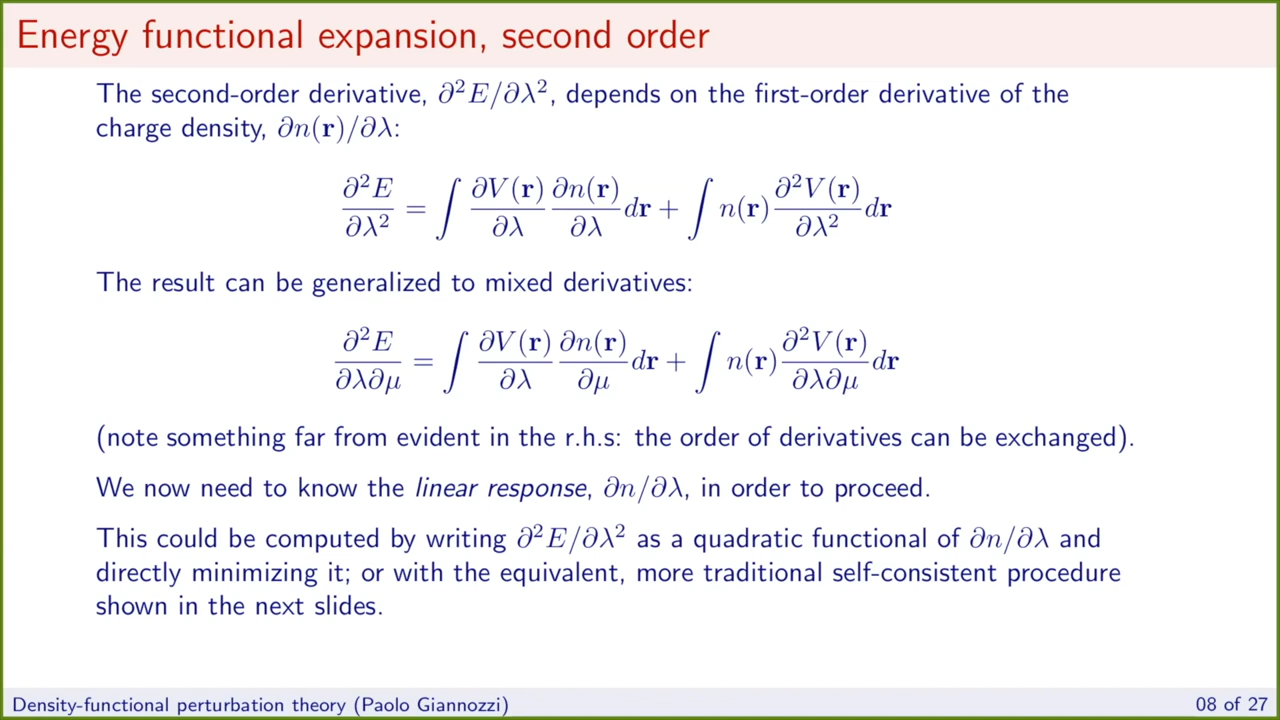 Energy functional expansion, second order
The second-order derivative, ∂²E/∂λ², depends on the first-order derivative of the
charge density, ∂n(r)/∂λ:
∂²E/∂λ² = ∫ ∂V(r)/∂λ ∂n(r)/∂λ dr + ∫ n(r) ∂²V(r)/∂λ² dr
The result can be generalized to mixed derivatives:
∂²E/∂λ∂μ = ∫ ∂V(r)/∂λ ∂n(r)/∂μ dr + ∫ n(r) ∂²V(r)/∂λ∂μ dr
(note something far from evident in the r.h.s: the order of derivatives can be exchanged).
We now need to know the linear response, ∂n/∂λ, in order to proceed.
This could be computed by writing ∂²E/∂λ² as a quadratic functional of ∂n/∂λ and
directly minimizing it; or with the equivalent, more traditional self-consistent procedure
shown in the next slides.
Density-functional perturbation theory (Paolo Giannozzi)
08 of 27